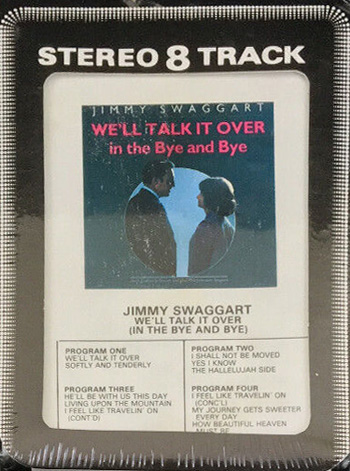 STEREO 8 TRACK
JIMMY SWAGGART
WE'LL TALK IT OVER
in the Bye and Bye
JIMMY SWAGGART
WE'LL TALK IT OVER
(IN THE BYE AND BYE)
PROGRAM ONE
WE'LL TALK IT OVER
SOFTLY AND TENDERLY
PROGRAM TWO
I SHALL NOT BE MOVED
YES I KNOW
THE HALLELUJAH SIDE
PROGRAM THREE
HE'LL BE WITH US THIS DAY
LIVING UPON THE MOUNTAIN
I FEEL LIKE TRAVELIN' ON
(CONT'D)
PROGRAM FOUR
I FEEL LIKE TRAVELIN' ON
(CONCL)
MY JOURNEY GETS SWEETER
EVERY DAY
HOW BEAUTIFUL HEAVEN
MUST BE